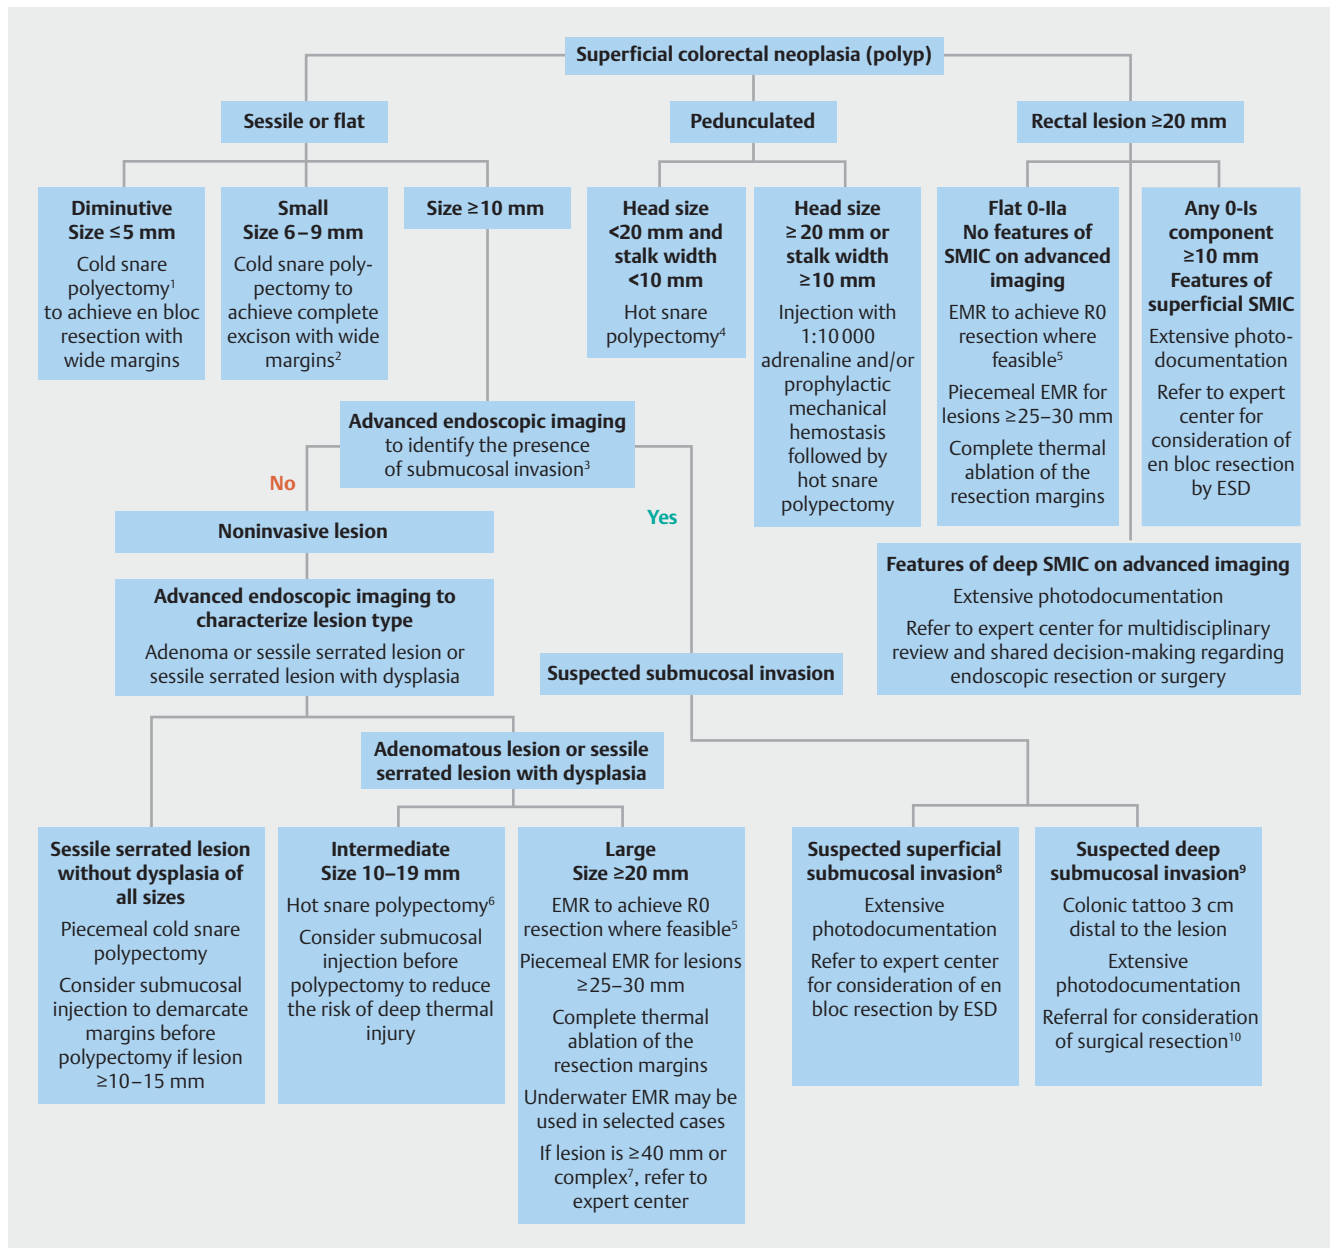 Superficial colorectal neoplasia (polyp)
Sessile or flat
Pedunculated
Rectal lesion ≥20 mm
Diminutive
Size ≤5 mm
Cold snare
polyectomy¹
to achieve en bloc
resection with
wide margins
Small
Size 6–9 mm
Cold snare poly-
pectomy to
achieve complete
excison with wide
margins²
Size ≥10 mm
Head size
<20 mm and
stalk width
<10 mm
Hot snare
polypectomy⁴
Head size
≥20 mm or
stalk width
≥10 mm
Injection with
1:10 000
adrenaline and/or
prophylactic
mechanical
hemostasis
followed by
hot snare
polypectomy
Flat 0-IIa
No features of
SMIC on advanced
imaging
EMR to achieve R0
resection where
feasible⁵
Piecemeal EMR for
lesions ≥25–30 mm
Complete thermal
ablation of the
resection margins
Any 0-Is
component
≥10 mm
Features of
superficial SMIC
Extensive photo-
documentation
Refer to expert
center for
consideration of
en bloc resection
by ESD
Advanced endoscopic imaging
to identify the presence
of submucosal invasion³
No
Yes
Noninvasive lesion
Features of deep SMIC on advanced imaging
Extensive photodocumentation
Refer to expert center for multidisciplinary
review and shared decision-making regarding
endoscopic resection or surgery
Advanced endoscopic imaging to
characterize lesion type
Adenoma or sessile serrated lesion or
sessile serrated lesion with dysplasia
Suspected submucosal invasion
Adenomatous lesion or sessile
serrated lesion with dysplasia
Sessile serrated lesion
without dysplasia of
all sizes
Piecemeal cold snare
polypectomy
Consider submucosal
injection to demarcate
margins before
polypectomy if lesion
≥10–15 mm
Intermediate
Size 10–19 mm
Hot snare polypectomy⁶
Consider submucosal
injection before
polypectomy to reduce
the risk of deep thermal
injury
Large
Size ≥20 mm
EMR to achieve R0
resection where feasible⁵
Piecemeal EMR for lesions
≥25–30 mm
Complete thermal
ablation of the
resection margins
Underwater EMR may be
used in selected cases
If lesion is ≥40 mm or
complex⁷, refer to
expert center
Suspected superficial
submucosal invasion⁸
Extensive
photodocumentation
Refer to expert center
for consideration of en
bloc resection by ESD
Suspected deep
submucosal invasion⁹
Colonic tattoo 3 cm
distal to the lesion
Extensive
photodocumentation
Referral for consideration
of surgical resection¹⁰